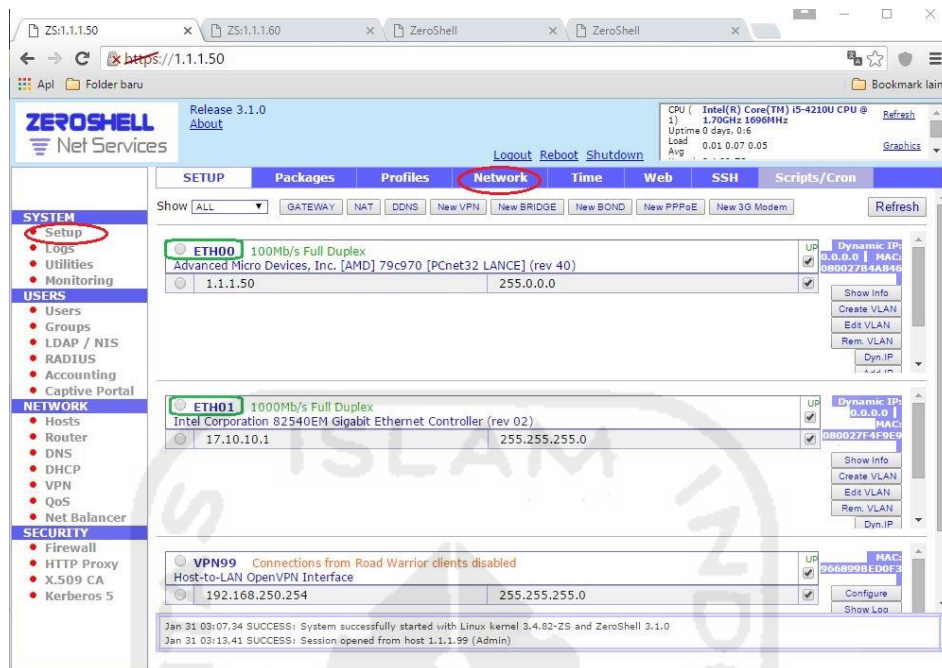 ZS:1.1.1.50
ZS:1.1.1.60
ZeroShell
ZeroShell
https://1.1.1.50
Apl Folder baru Bookmark lain
ZEROSHELL
Net Services
Release 3.1.0
About
Logout Reboot Shutdown
CPU ( Intel(R) Core(TM) i5-4210U CPU @
1) 1.70GHz 1696MHz
Uptime 0 days, 0:6
Load 0.01 0.07 0.05
Avg
Refresh
Graphics
SETUP Packages Profiles Network Time Web SSH Scripts/Cron
Show ALL GATEWAY NAT DDNS New VPN New BRIDGE New BOND New PPPoE New 3G Modem Refresh
SYSTEM
Setup
Logs
Utilities
Monitoring
USERS
Users
Groups
LDAP / NIS
RADIUS
Accounting
Captive Portal
NETWORK
Hosts
Router
DNS
DHCP
VPN
QoS
Net Balancer
SECURITY
Firewall
HTTP Proxy
X.509 CA
Kerberos 5
ETH00 100Mb/s Full Duplex
Advanced Micro Devices, Inc. [AMD] 79c970 [PCnet32 LANCE] (rev 40)
1.1.1.50 255.0.0.0
UP
Dynamic IP:
0.0.0.0 | MAC:
080027B4A846
Show Info
Create VLAN
Edit VLAN
Rem. VLAN
Dyn.IP
Add IP
ETH01 1000Mb/s Full Duplex
Intel Corporation 82540EM Gigabit Ethernet Controller (rev 02)
17.10.10.1 255.255.255.0
UP
Dynamic IP:
0.0.0.0 |
MAC:
080027F4F9E9
Show Info
Create VLAN
Edit VLAN
Rem. VLAN
Dyn.IP
VPN99 Connections from Road Warrior clients disabled
Host-to-LAN OpenVPN Interface
192.168.250.254 255.255.255.0
UP
MAC:
9668998BED0F3
Configure
Show Log
Jan 31 03:07,34 SUCCESS: System successfully started with Linux kernel 3.4.82-ZS and ZeroShell 3.1.0
Jan 31 03:13,41 SUCCESS: Session opened from host 1.1.1.99 (Admin)
ISLAM